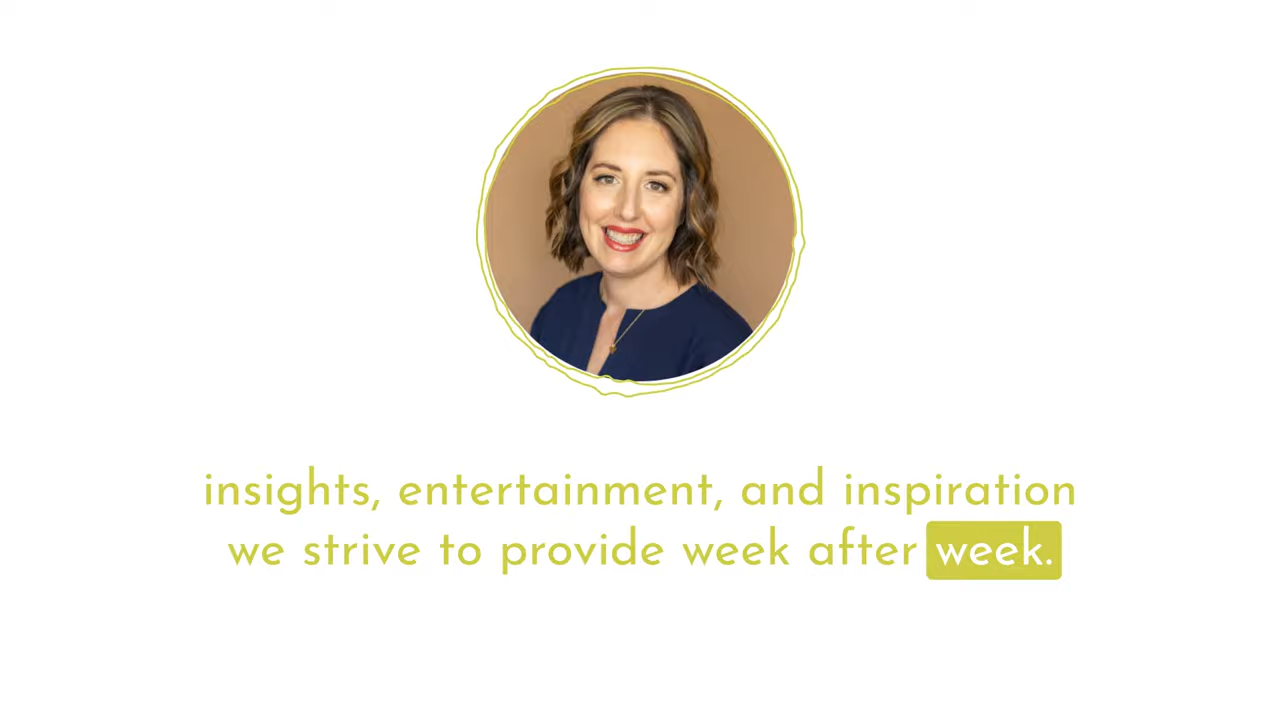 insights, entertainment, and inspiration
we strive to provide week after week.